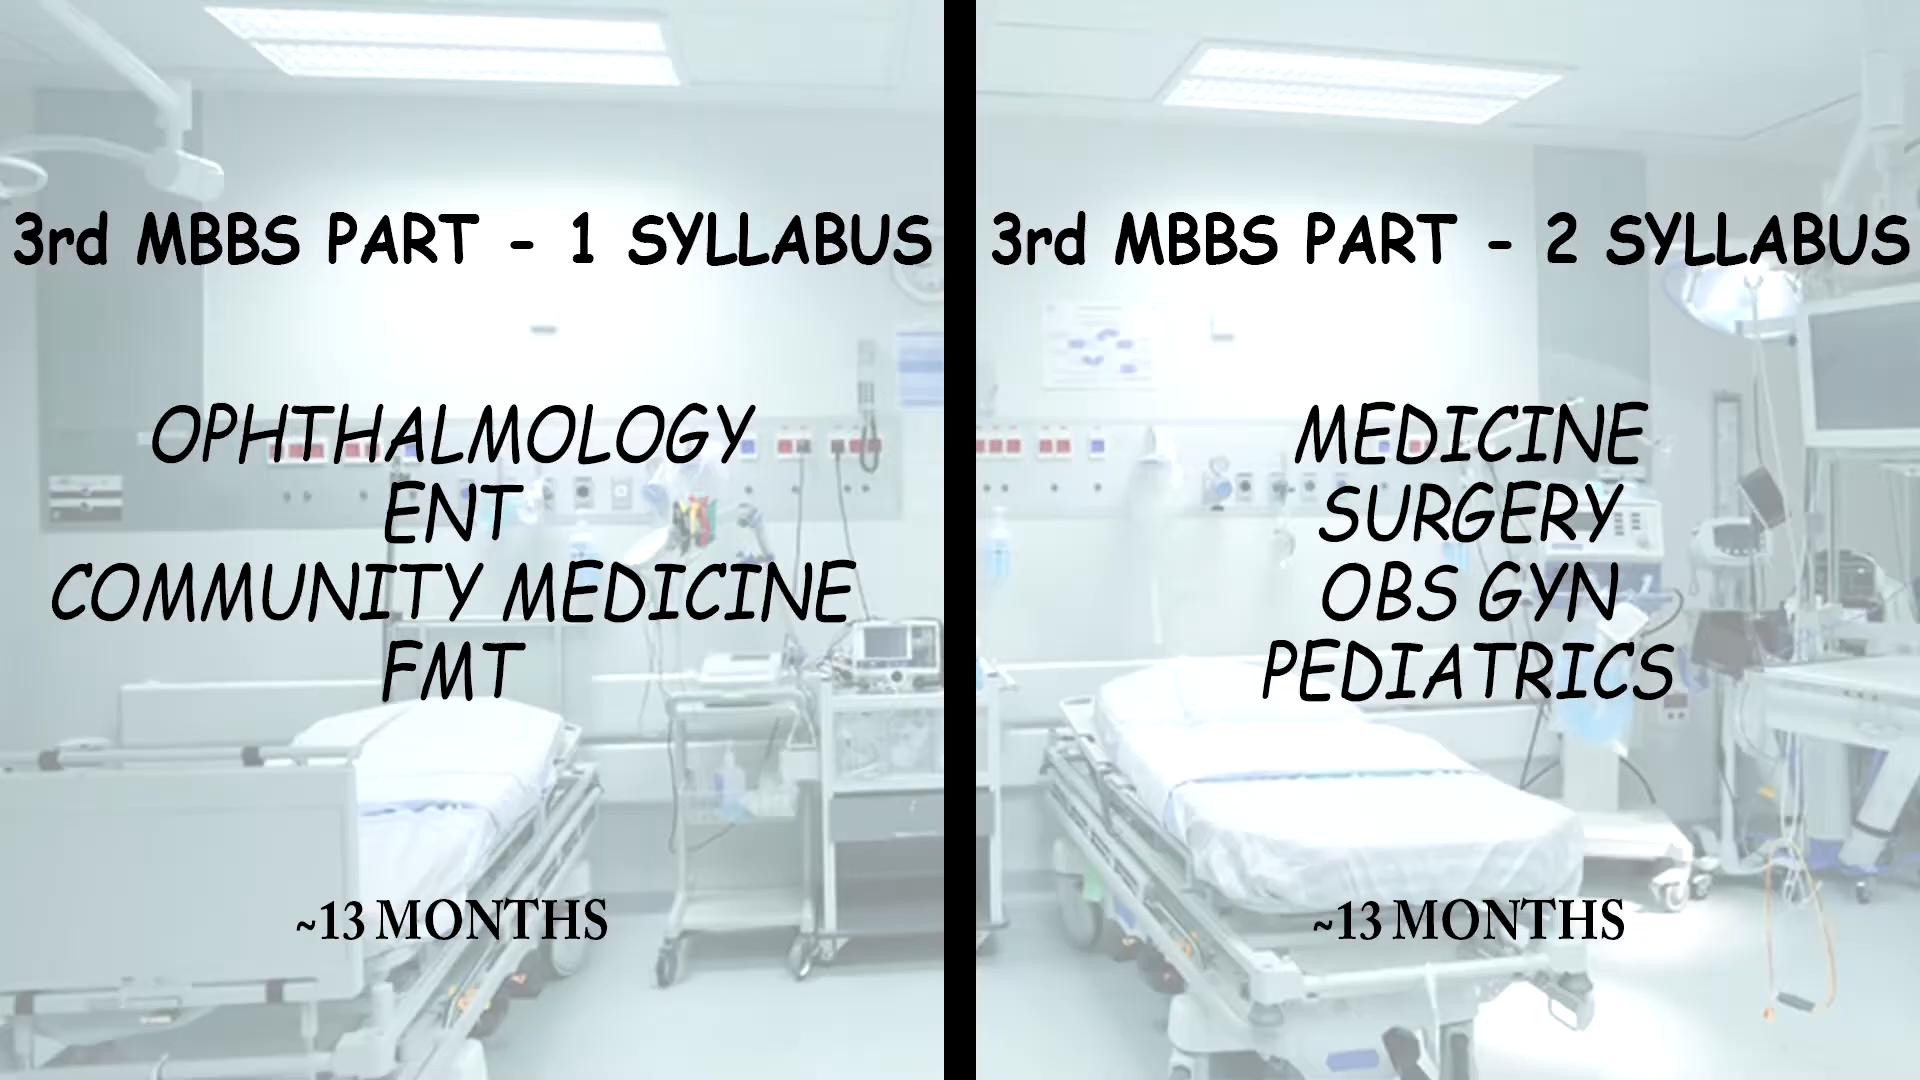 3rd MBBS PART - 1 SYLLABUS
OPHTHALMOLOGY
ENT
COMMUNITY MEDICINE
FMT
~13 MONTHS
3rd MBBS PART - 2 SYLLABUS
MEDICINE
SURGERY
OBS GYN
PEDIATRICS
~13 MONTHS